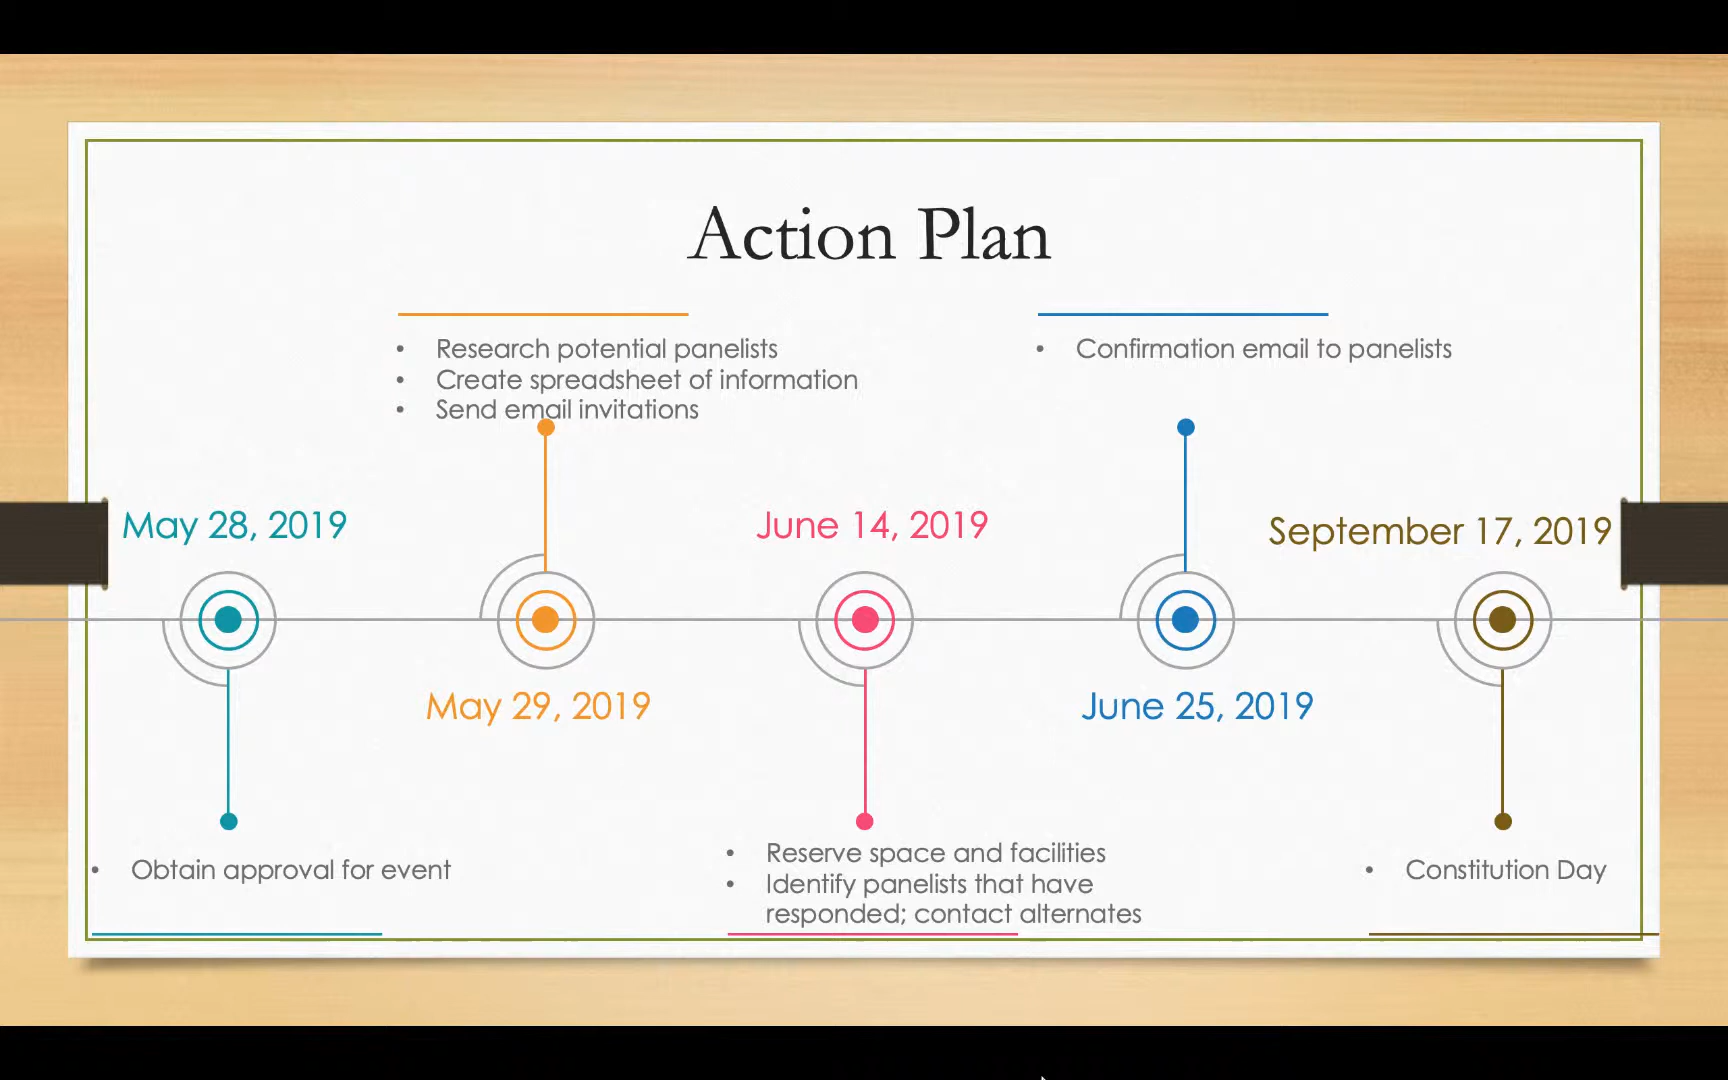 Action Plan
• Research potential panelists
• Create spreadsheet of information
• Send email invitations
• Confirmation email to panelists
May 28, 2019
June 14, 2019
September 17, 2019
May 29, 2019
June 25, 2019
• Obtain approval for event
• Reserve space and facilities
• Identify panelists that have
responded; contact alternates
• Constitution Day